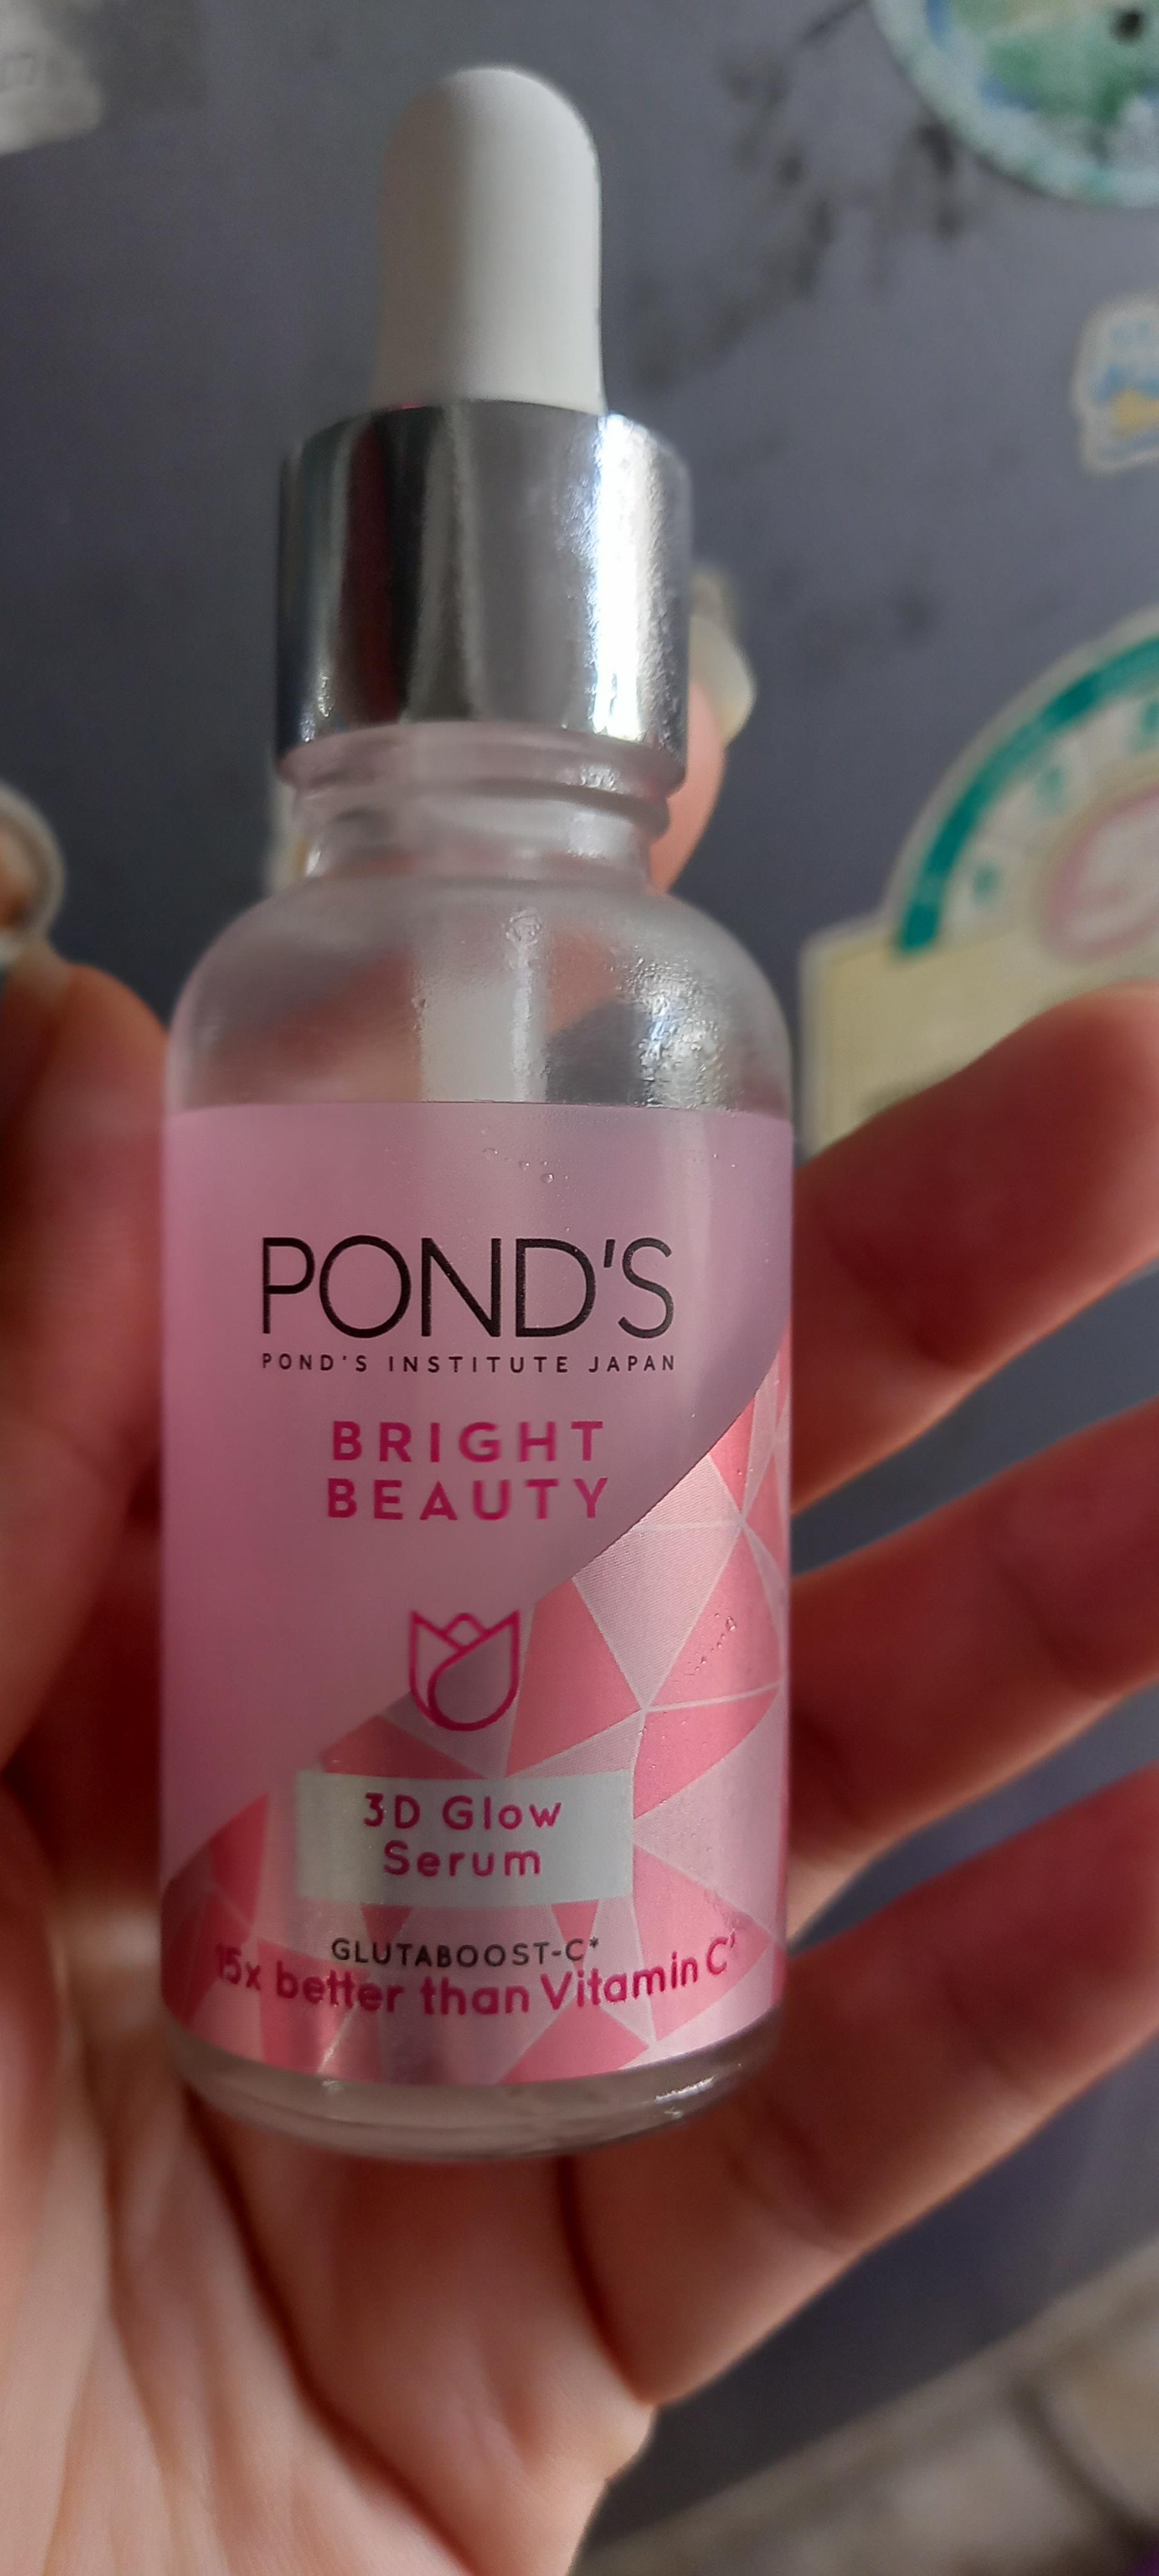 POND'S
POND'S INSTITUTE JAPAN
BRIGHT
BEAUTY
3D Glow
Serum
GLUTABOOST-C*
15x better than Vitamin C